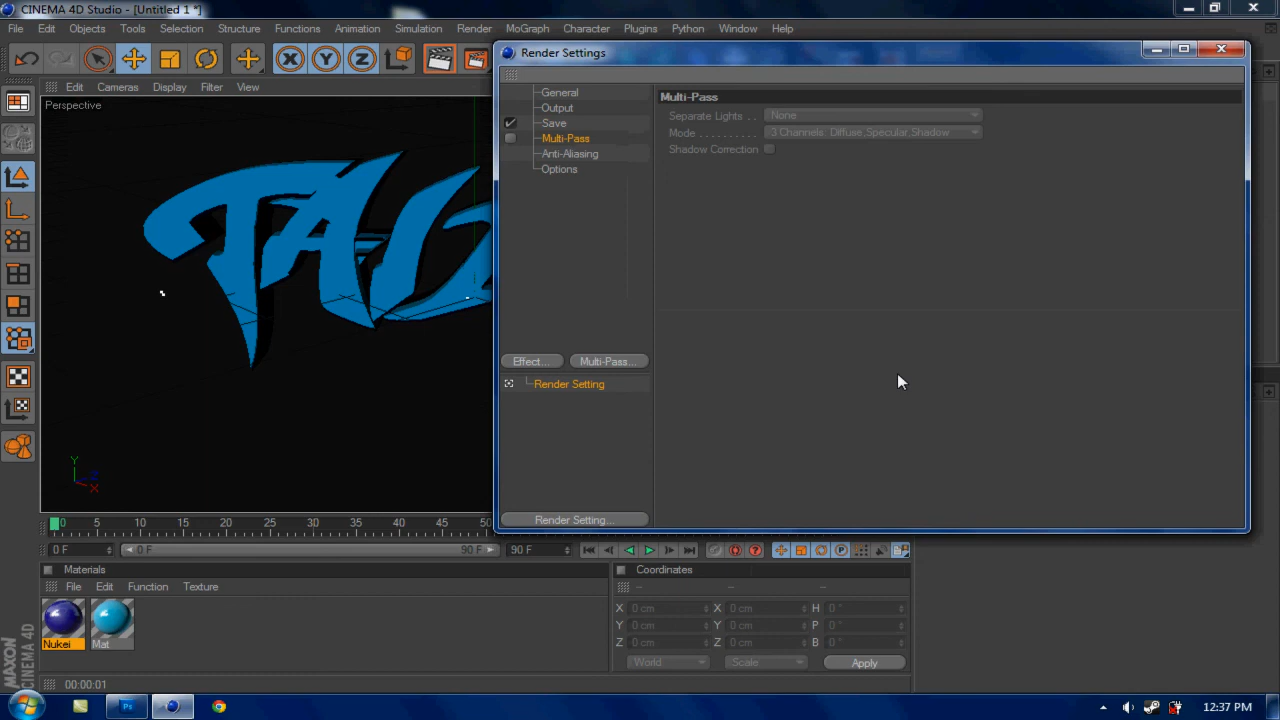 CINEMA 4D Studio - [Untitled 1 *]
File Edit Objects Tools Selection Structure Functions Animation Simulation Render MoGraph Character Plugins Python Window Help
Render Settings
X Y Z
Edit Cameras Display Filter View
Perspective
General
Output
Save
Multi-Pass
Anti-Aliasing
Options
Multi-Pass
Separate Lights . . None
Mode . . . . . . . . . . 3 Channels Diffuse,Specular,Shadow
Shadow Correction
Effect... Multi-Pass...
Render Setting
Render Setting...
Y
Z
X
0 5 10 15 20 25 30 35 40 45 50
0 F 0 F 90 F 90 F
Materials
File Edit Function Texture
Nukei Mat
Coordinates
-- -- --
X 0 cm X 0 cm H 0 °
Y 0 cm Y 0 cm P 0 °
Z 0 cm Z 0 cm B 0 °
World Scale Apply
MAXON
CINEMA 4D
00:00:01
Ps
12:37 PM